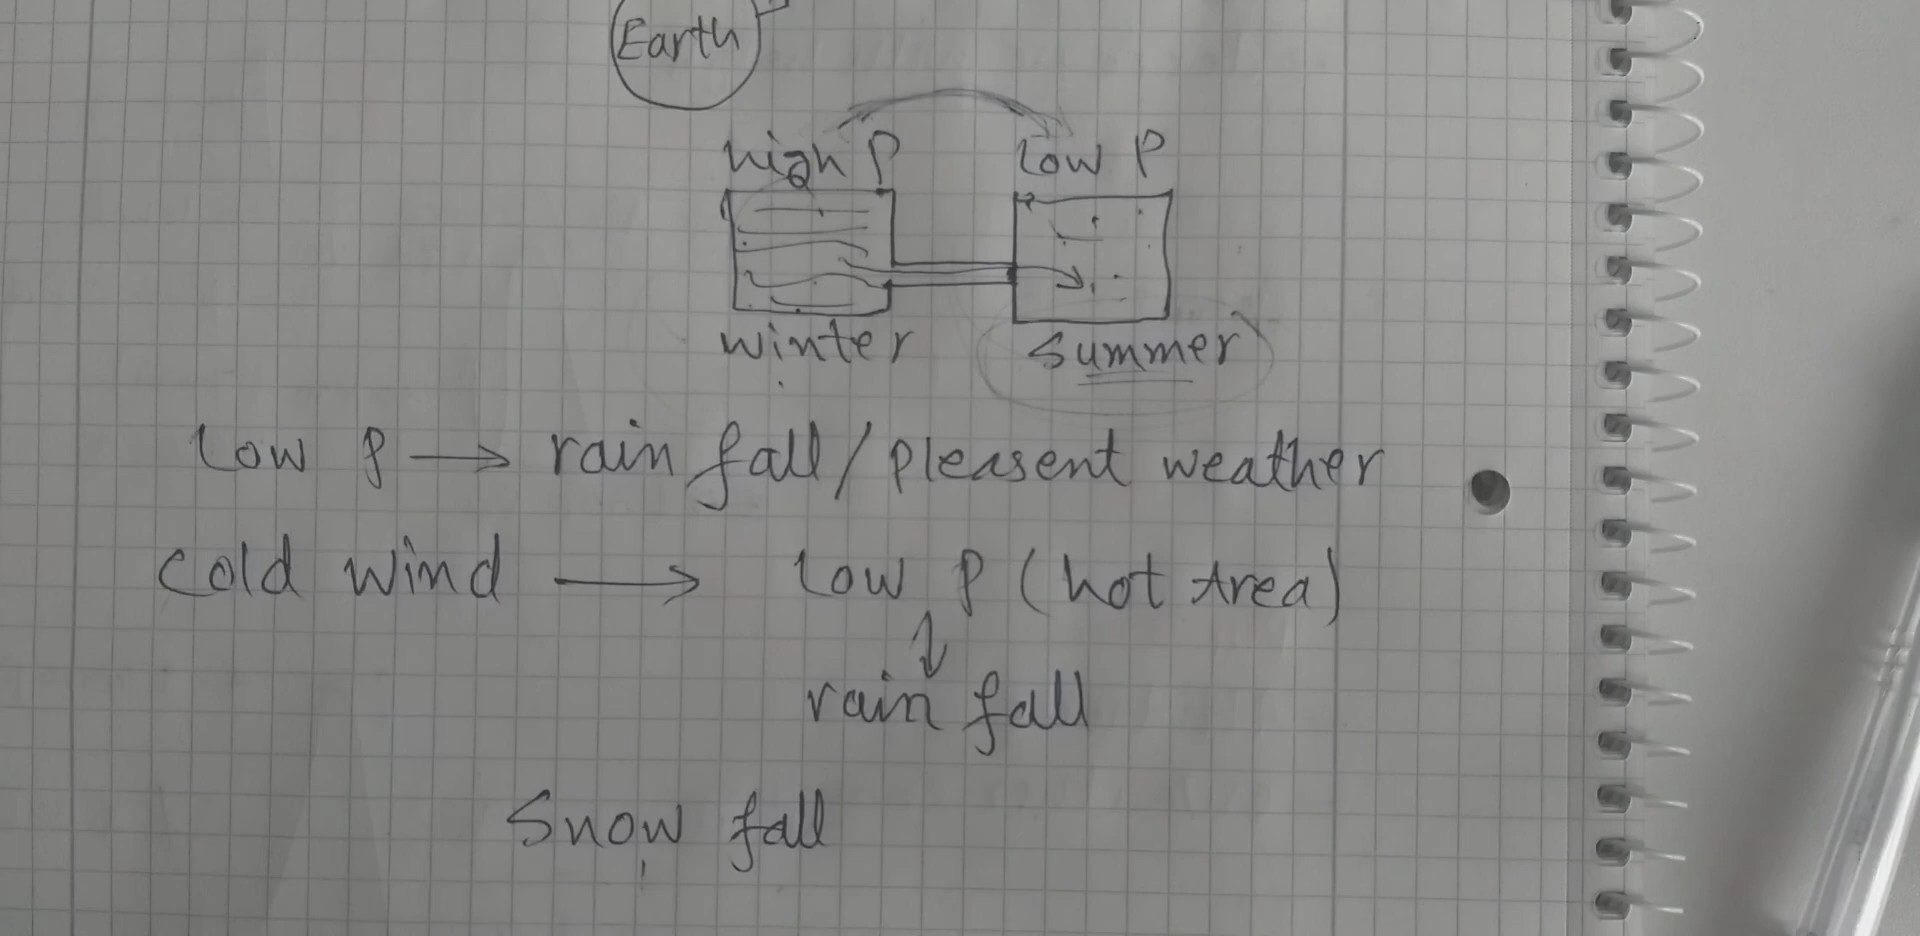 Earth
high P low P
winter summer
low P → rain fall / pleasent weather
cold wind → low P (hot Area)
↓
rain fall
Snow fall